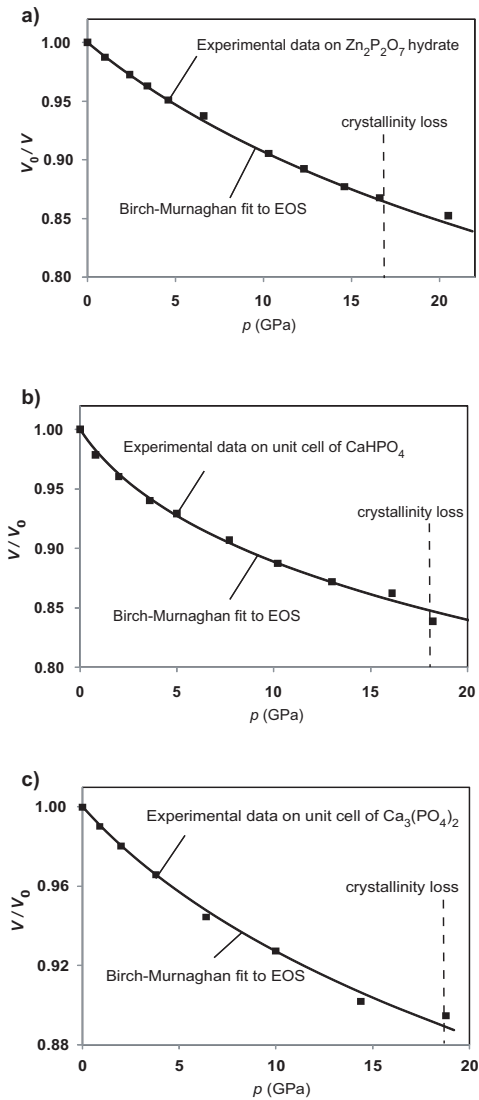 a)
1.00
Experimental data on Zn₂P₂O₇ hydrate
0.95
crystallinity loss
V₀ / V
0.90
Birch-Murnaghan fit to EOS
0.85
0.80
0 5 10 15 20
p (GPa)
b)
1.00
Experimental data on unit cell of CaHPO₄
0.95
crystallinity loss
V / V₀
0.90
Birch-Murnaghan fit to EOS
0.85
0.80
0 5 10 15 20
p (GPa)
c)
1.00
Experimental data on unit cell of Ca₃(PO₄)₂
0.96
crystallinity loss
V / V₀
0.92
Birch-Murnaghan fit to EOS
0.88
0 5 10 15 20
p (GPa)